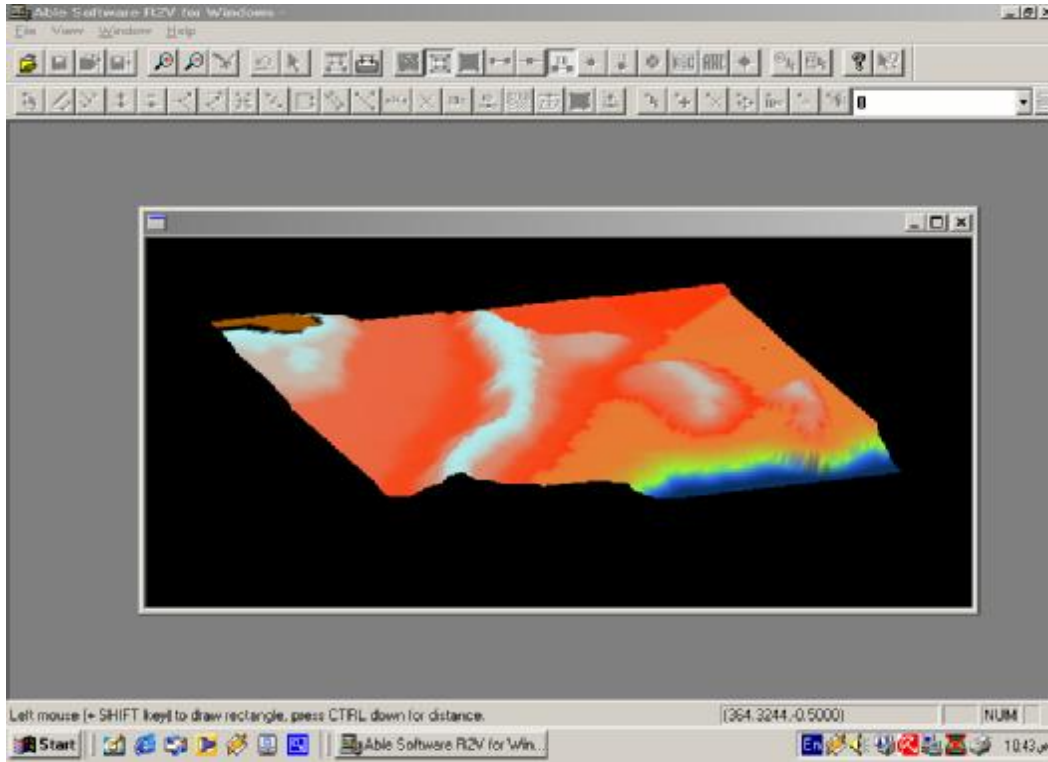 Able Software R2V for Windows -
File View Window Help
0
Left mouse [+ SHIFT key] to draw rectangle, press CTRL down for distance.
(364.3244,-0.5000)
NUM
Start
Able Software R2V for Win...
En
10:43 ص